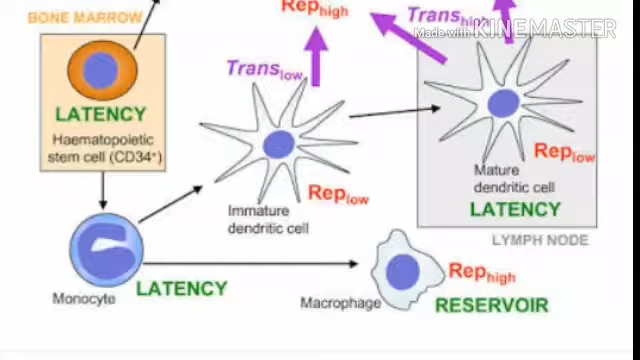 BONE MARROW
Rep high
Trans high
Made with KINEMASTER
Trans low
LATENCY
Haematopoietic
stem cell (CD34+)
Rep low
Mature
dendritic cell
LATENCY
Rep low
Immature
dendritic cell
LYMPH NODE
Monocyte
LATENCY
Rep high
Macrophage
RESERVOIR